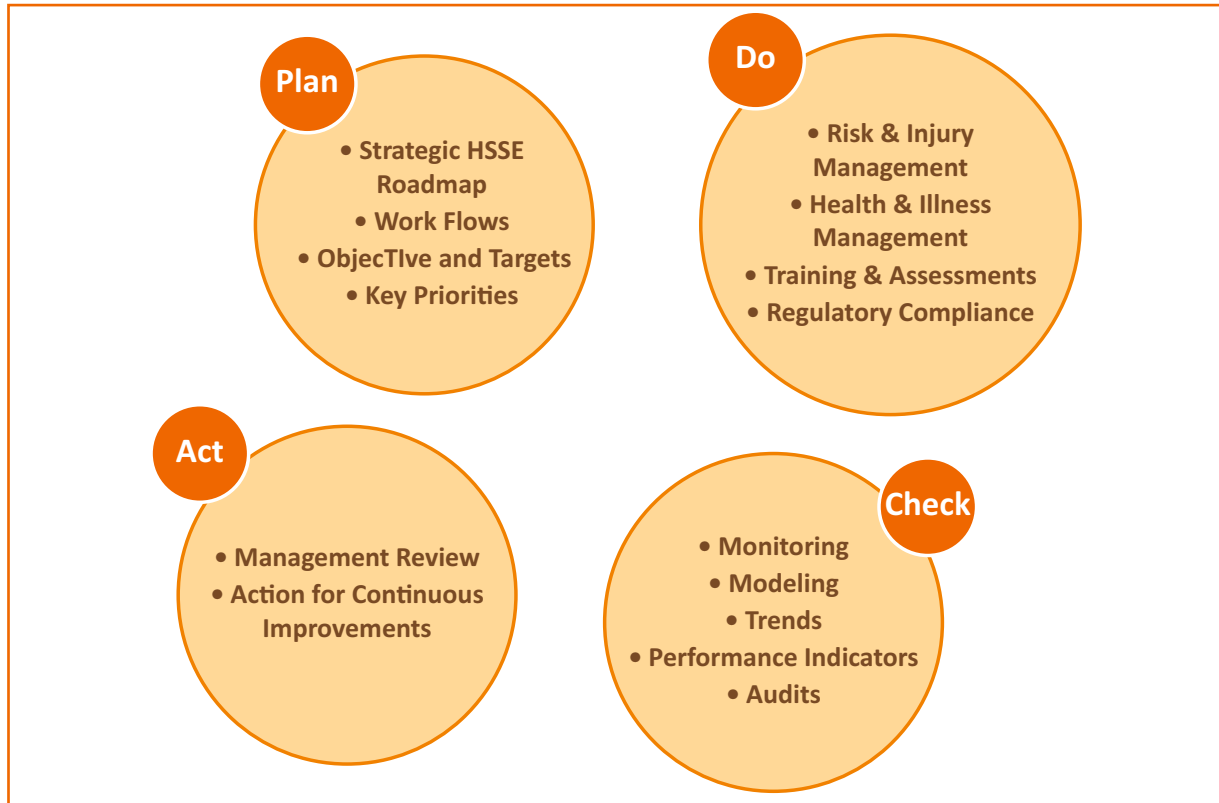 Plan
• Strategic HSSE
Roadmap
• Work Flows
• ObjecTIve and Targets
• Key Priorities
Do
• Risk & Injury
Management
• Health & Illness
Management
• Training & Assessments
• Regulatory Compliance
Act
• Management Review
• Action for Continuous
Improvements
Check
• Monitoring
• Modeling
• Trends
• Performance Indicators
• Audits